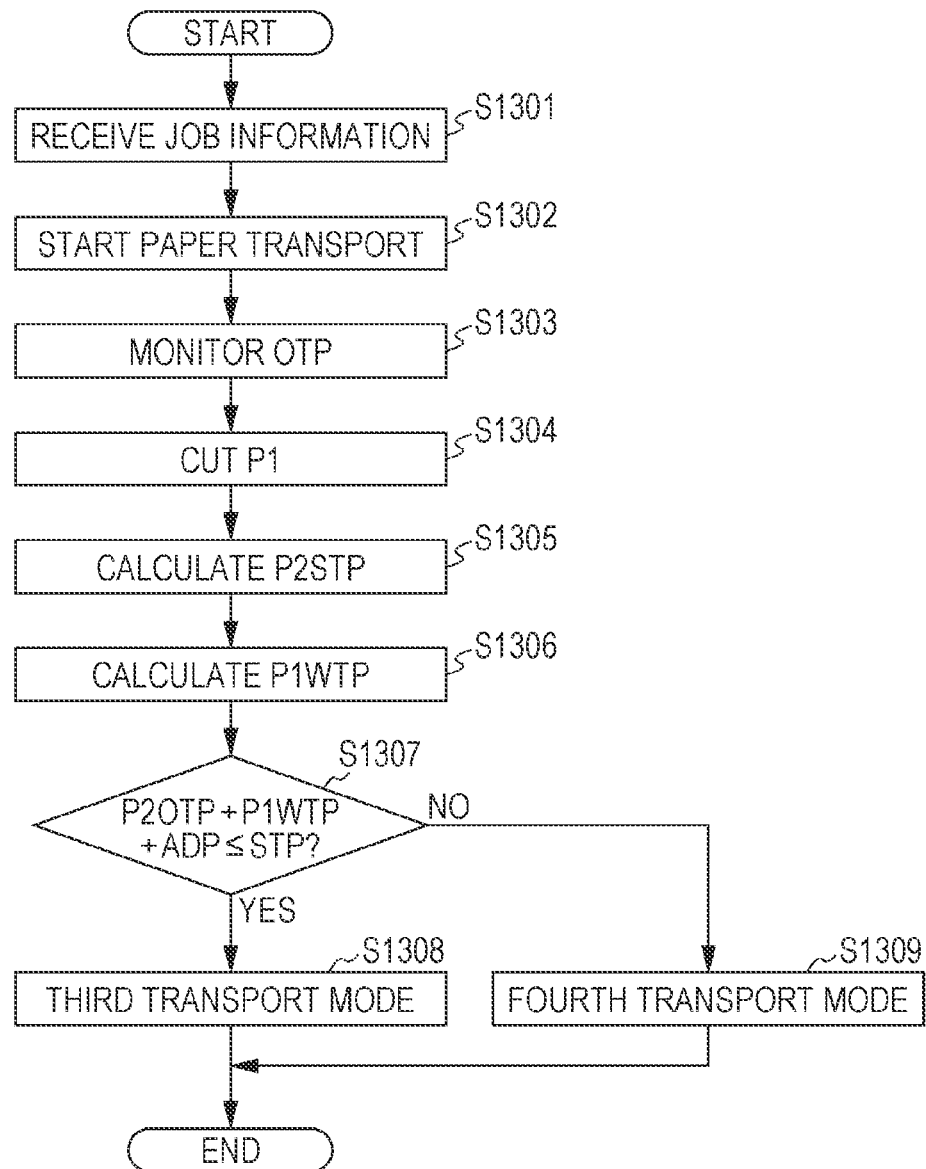 START
S1301
RECEIVE JOB INFORMATION
S1302
START PAPER TRANSPORT
S1303
MONITOR OTP
S1304
CUT P1
S1305
CALCULATE P2STP
S1306
CALCULATE P1WTP
S1307
P2OTP+P1WTP
+ADP≤STP?
NO
YES
S1308
THIRD TRANSPORT MODE
S1309
FOURTH TRANSPORT MODE
END